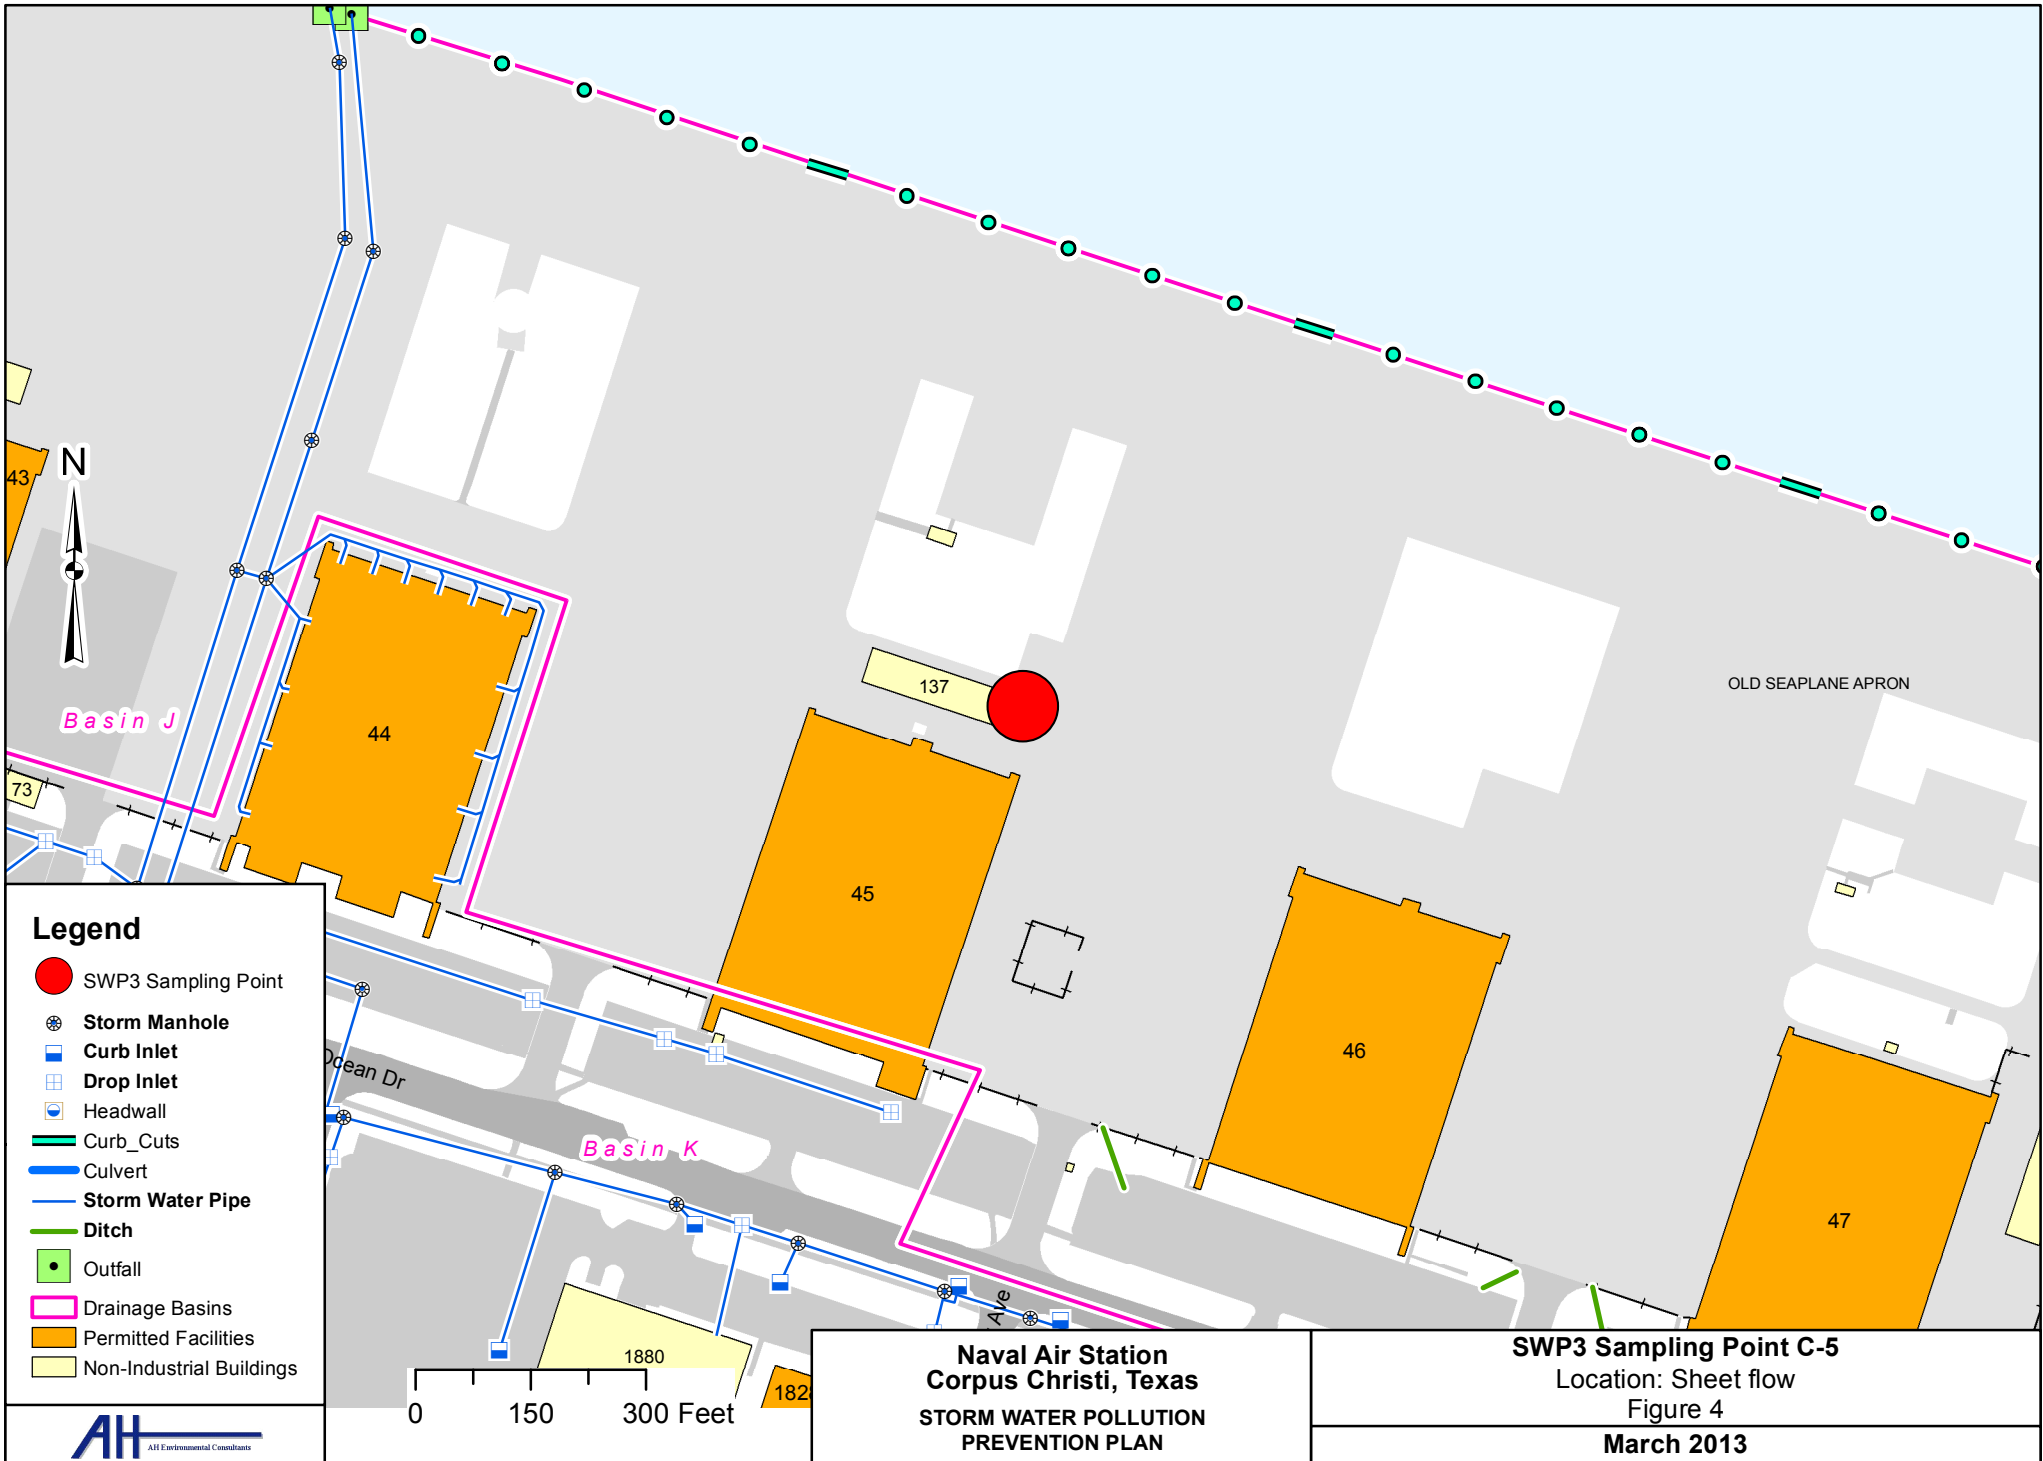 43
N
137
OLD SEAPLANE APRON
Basin J
44
73
45
46
47
Ocean Dr
Basin K
Ave
1880
Legend
SWP3 Sampling Point
Storm Manhole
Curb Inlet
Drop Inlet
Headwall
Curb_Cuts
Culvert
Storm Water Pipe
Ditch
Outfall
Drainage Basins
Permitted Facilities
Non-Industrial Buildings
AH AH Environmental Consultants
0 150 300 Feet
Naval Air Station
Corpus Christi, Texas
STORM WATER POLLUTION
PREVENTION PLAN
SWP3 Sampling Point C-5
Location: Sheet flow
Figure 4
March 2013